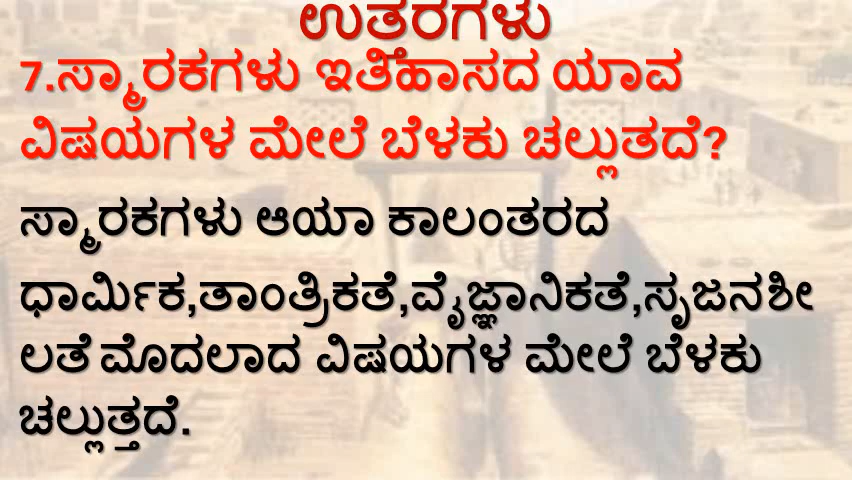 ಉತ್ತರಗಳು
7.ಸ್ಮಾರಕಗಳು ಇತಿಹಾಸದ ಯಾವ
ವಿಷಯಗಳ ಮೇಲೆ ಬೆಳಕು ಚಲ್ಲುತದೆ?
ಸ್ಮಾರಕಗಳು ಆಯಾ ಕಾಲಂತರದ
ಧಾರ್ಮಿಕ,ತಾಂತ್ರಿಕತೆ,ವೈಜ್ಞಾನಿಕತೆ,ಸೃಜನಶೀ
ಲತೆ ಮೊದಲಾದ ವಿಷಯಗಳ ಮೇಲೆ ಬೆಳಕು
ಚಲ್ಲುತ್ತದೆ.